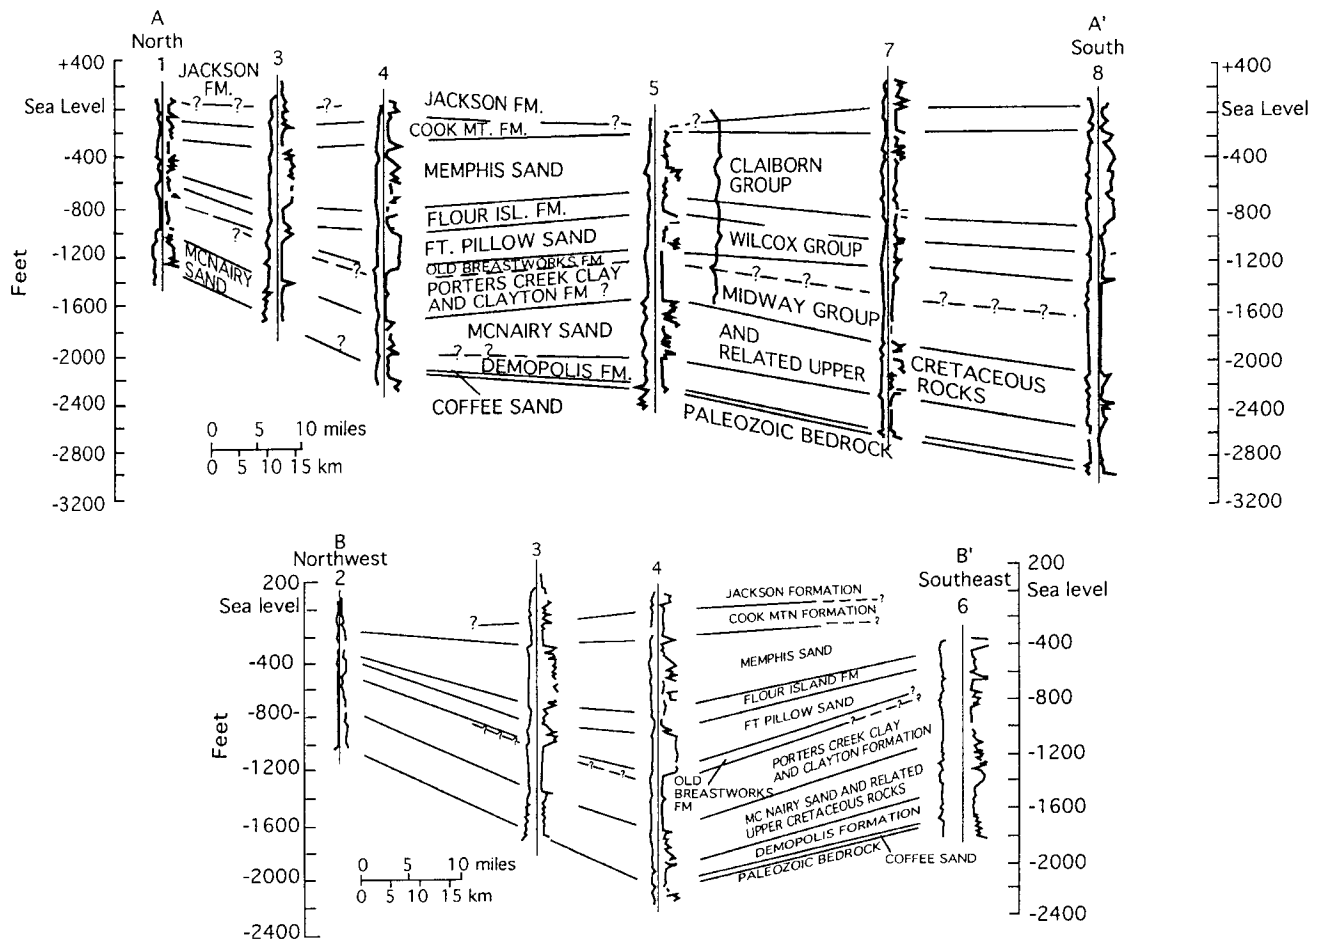 A
North
1
3
4
5
7
A'
South
8
+400
Sea Level
-400
-800
-1200
-1600
-2000
-2400
-2800
-3200
Feet
JACKSON
FM.
? ?
?
?
MCNAIRY
SAND
?
?
JACKSON FM.
?
COOK MT. FM.
MEMPHIS SAND
FLOUR ISL. FM.
FT. PILLOW SAND
OLD BREASTWORKS FM
PORTERS CREEK CLAY
AND CLAYTON FM ?
MCNAIRY SAND
? ?
DEMOPOLIS FM.
COFFEE SAND
?
CLAIBORN
GROUP
WILCOX GROUP
? ?
MIDWAY GROUP
AND
RELATED UPPER
CRETACEOUS
ROCKS
PALEOZOIC BEDROCK
? ? ?
+400
Sea Level
-400
-800
-1200
-1600
-2000
-2400
-2800
-3200
0 5 10 miles
0 5 10 15 km
B
Northwest
2
3
4
B'
Southeast
6
200
Sea level
-400
-800-
-1200
-1600
-2000
-2400
Feet
?
? ? ?
? ?
JACKSON FORMATION
?
COOK MTN FORMATION
?
MEMPHIS SAND
FLOUR ISLAND FM
FT PILLOW SAND
?
? ? ?
PORTERS CREEK CLAY
AND CLAYTON FORMATION
OLD
BREASTWORKS
FM
MC NAIRY SAND AND RELATED
UPPER CRETACEOUS ROCKS
DEMOPOLIS FORMATION
PALEOZOIC BEDROCK
COFFEE SAND
200
Sea level
-400
-800
-1200
-1600
-2000
-2400
0 5 10 miles
0 5 10 15 km